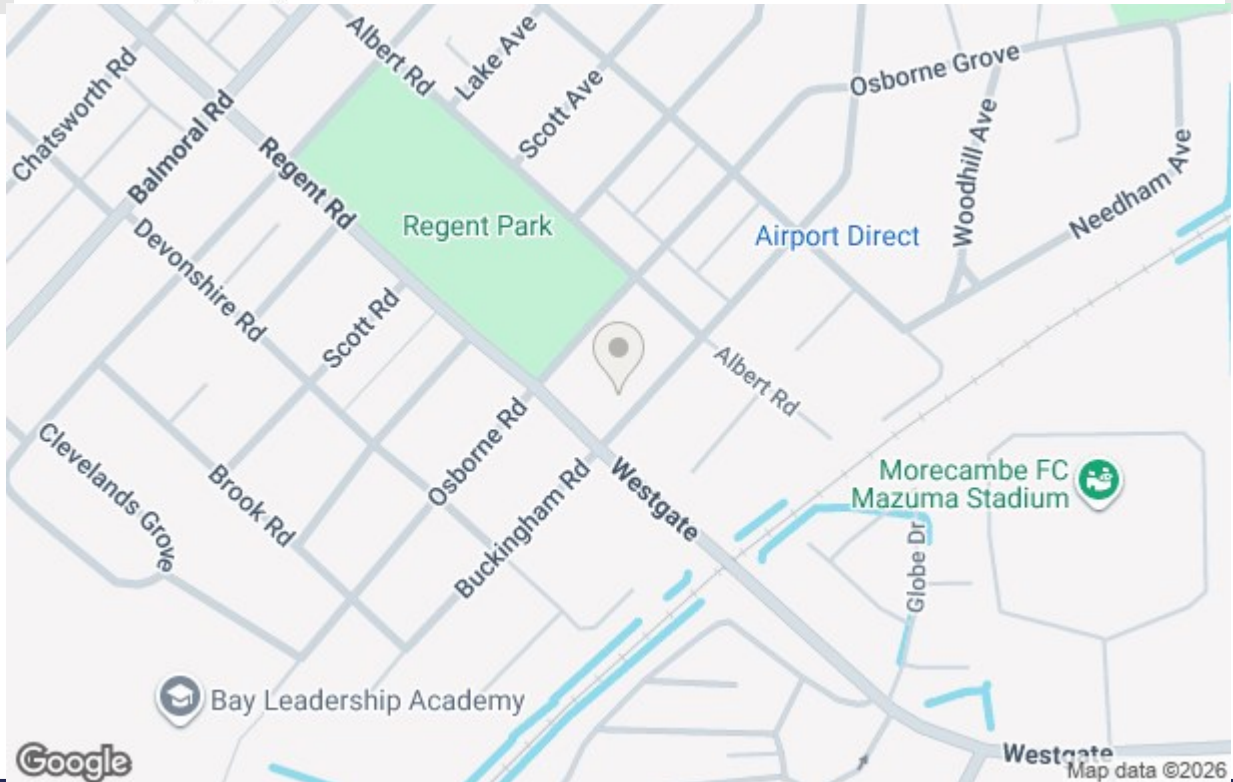 Albert Rd
Lake Ave
Scott Ave
Osborne Grove
Chatsworth Rd
Balmoral Rd
Regent Rd
Woodhill Ave
Needham Ave
Regent Park
Airport Direct
Devonshire Rd
Scott Rd
Albert Rd
Clevelands Grove
Brook Rd
Osborne Rd
Buckingham Rd
Westgate
Morecambe FC
Mazuma Stadium
Globe Dr
Bay Leadership Academy
Westgate
Google
Map data ©2026